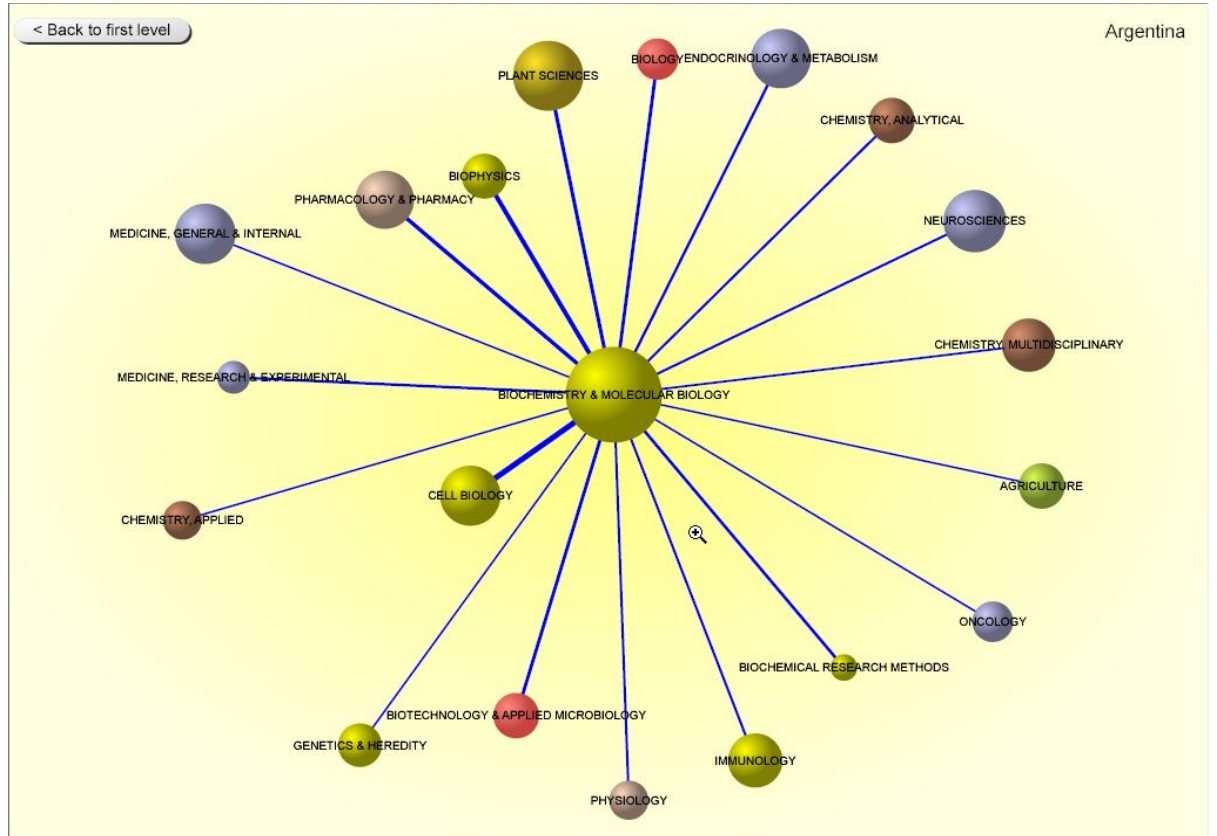 < Back to first level
Argentina
BIOLOGY
ENDOCRINOLOGY & METABOLISM
PLANT SCIENCES
CHEMISTRY, ANALYTICAL
BIOPHYSICS
PHARMACOLOGY & PHARMACY
NEUROSCIENCES
MEDICINE, GENERAL & INTERNAL
CHEMISTRY, MULTIDISCIPLINARY
MEDICINE, RESEARCH & EXPERIMENTAL
BIOCHEMISTRY & MOLECULAR BIOLOGY
AGRICULTURE
CELL BIOLOGY
CHEMISTRY, APPLIED
ONCOLOGY
BIOCHEMICAL RESEARCH METHODS
BIOTECHNOLOGY & APPLIED MICROBIOLOGY
GENETICS & HEREDITY
IMMUNOLOGY
PHYSIOLOGY